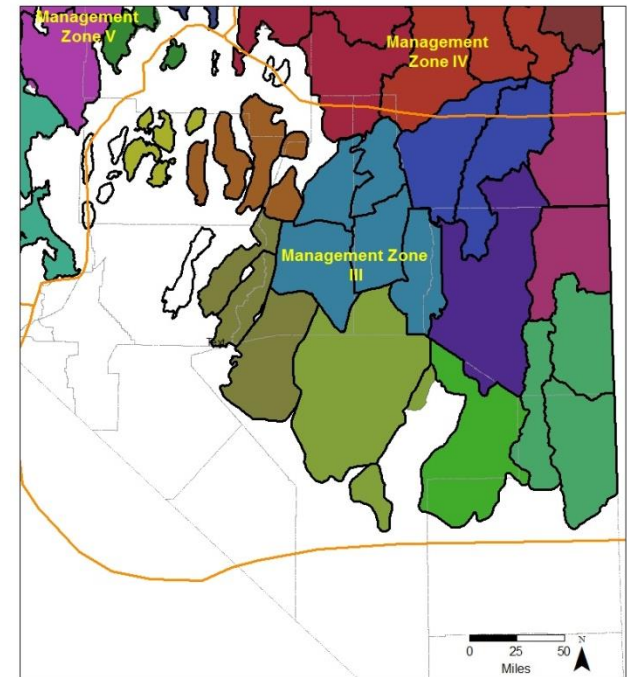 Management
Zone V
Management
Zone IV
Management Zone
III
N
0 25 50
Miles